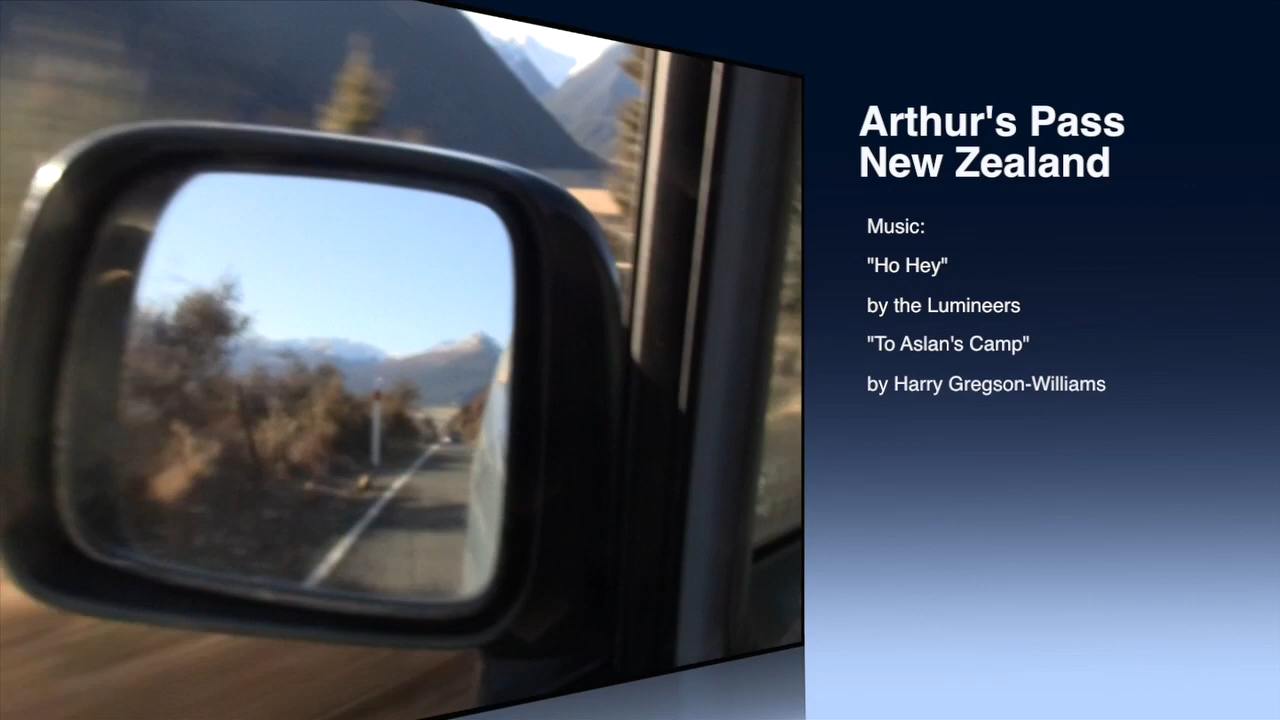 Arthur's Pass
New Zealand
Music:
"Ho Hey"
by the Lumineers
"To Aslan's Camp"
by Harry Gregson-Williams